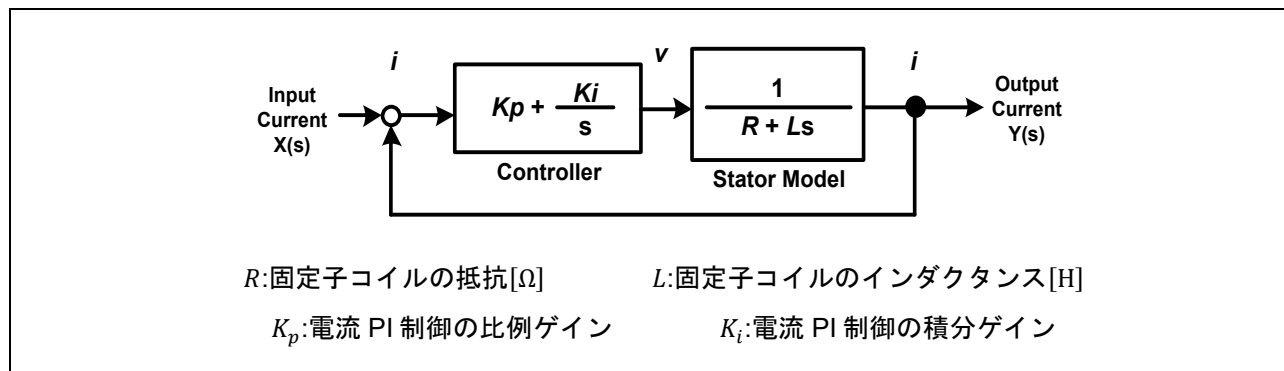 i
v
i
Input
Current
X(s)
Kp + Ki
s
1
R + Ls
Output
Current
Y(s)
Controller
Stator Model
R:固定子コイルの抵抗[Ω]
L:固定子コイルのインダクタンス[H]
Kp:電流 PI 制御の比例ゲイン
Ki:電流 PI 制御の積分ゲイン